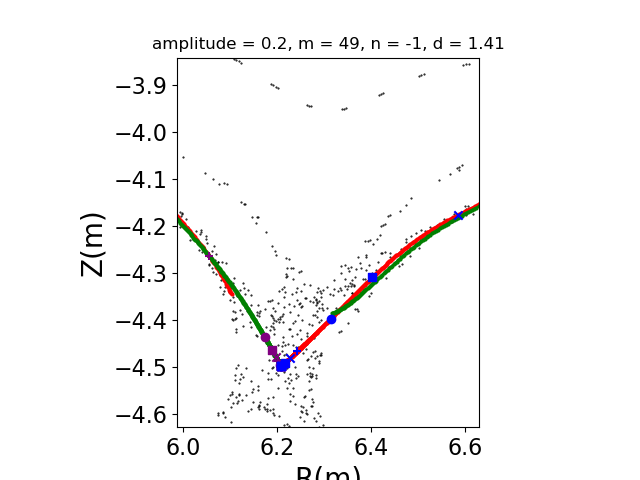 amplitude = 0.2, m = 49, n = -1, d = 1.41
−3.9
−4.0
−4.1
−4.2
−4.3
−4.4
−4.5
−4.6
Z(m)
6.0 6.2 6.4 6.6
R(m)